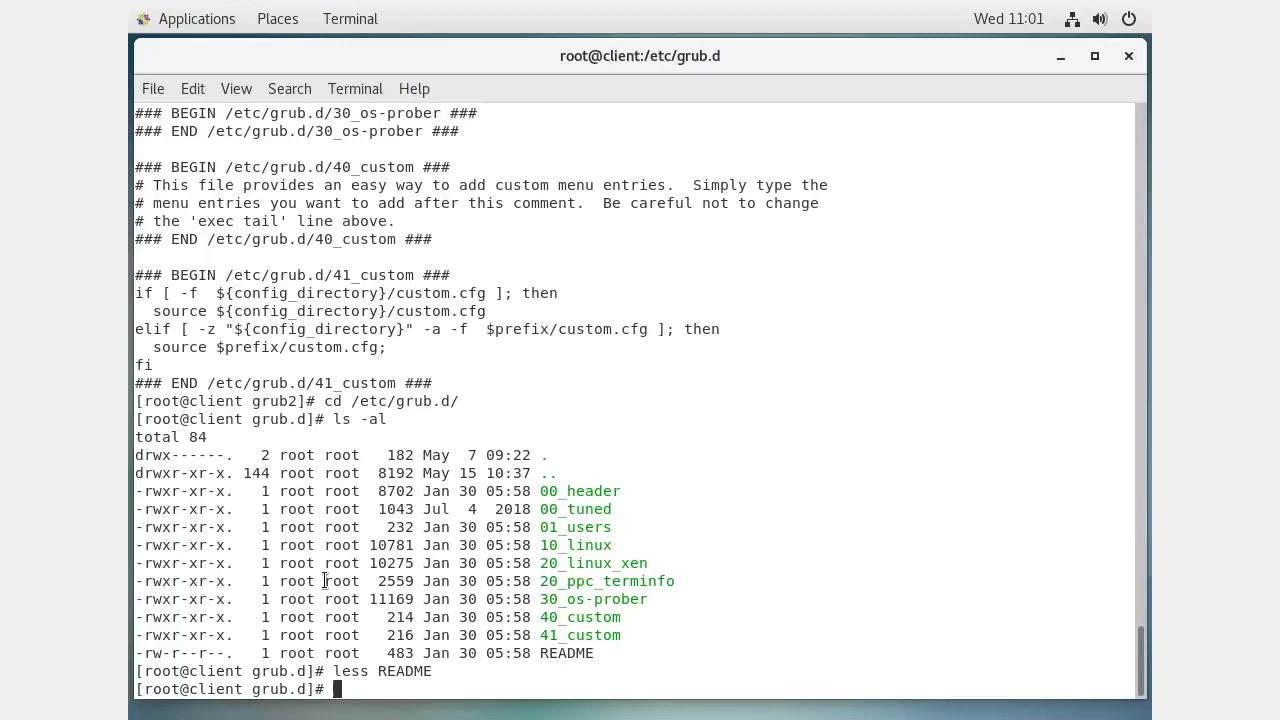 Applications Places Terminal Wed 11:01
root@client:/etc/grub.d
File Edit View Search Terminal Help
### BEGIN /etc/grub.d/30_os-prober ###
### END /etc/grub.d/30_os-prober ###
### BEGIN /etc/grub.d/40_custom ###
# This file provides an easy way to add custom menu entries.  Simply type the
# menu entries you want to add after this comment.  Be careful not to change
# the 'exec tail' line above.
### END /etc/grub.d/40_custom ###
### BEGIN /etc/grub.d/41_custom ###
if [ -f  ${config_directory}/custom.cfg ]; then
  source ${config_directory}/custom.cfg
elif [ -z "${config_directory}" -a -f  $prefix/custom.cfg ]; then
  source $prefix/custom.cfg;
fi
### END /etc/grub.d/41_custom ###
[root@client grub2]# cd /etc/grub.d/
[root@client grub.d]# ls -al
total 84
drwx------.   2 root root   182 May  7 09:22 .
drwxr-xr-x. 144 root root  8192 May 15 10:37 ..
-rwxr-xr-x.   1 root root  8702 Jan 30 05:58 00_header
-rwxr-xr-x.   1 root root  1043 Jul  4  2018 00_tuned
-rwxr-xr-x.   1 root root   232 Jan 30 05:58 01_users
-rwxr-xr-x.   1 root root 10781 Jan 30 05:58 10_linux
-rwxr-xr-x.   1 root root 10275 Jan 30 05:58 20_linux_xen
-rwxr-xr-x.   1 root root  2559 Jan 30 05:58 20_ppc_terminfo
-rwxr-xr-x.   1 root root 11169 Jan 30 05:58 30_os-prober
-rwxr-xr-x.   1 root root   214 Jan 30 05:58 40_custom
-rwxr-xr-x.   1 root root   216 Jan 30 05:58 41_custom
-rw-r--r--.   1 root root   483 Jan 30 05:58 README
[root@client grub.d]# less README
[root@client grub.d]#